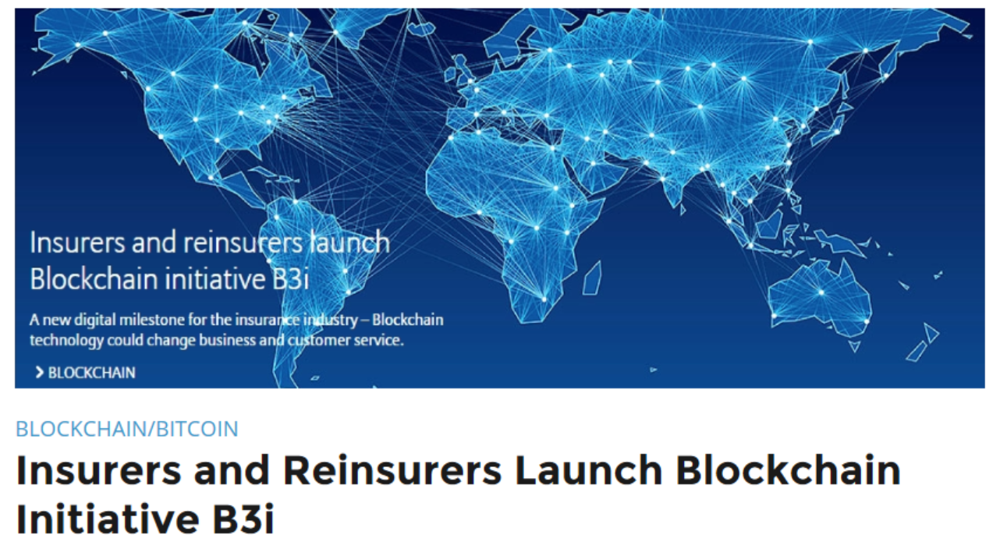 Insurers and reinsurers launch
Blockchain initiative B3i
A new digital milestone for the insurance industry – Blockchain
technology could change business and customer service.
BLOCKCHAIN
BLOCKCHAIN/BITCOIN
Insurers and Reinsurers Launch Blockchain
Initiative B3i